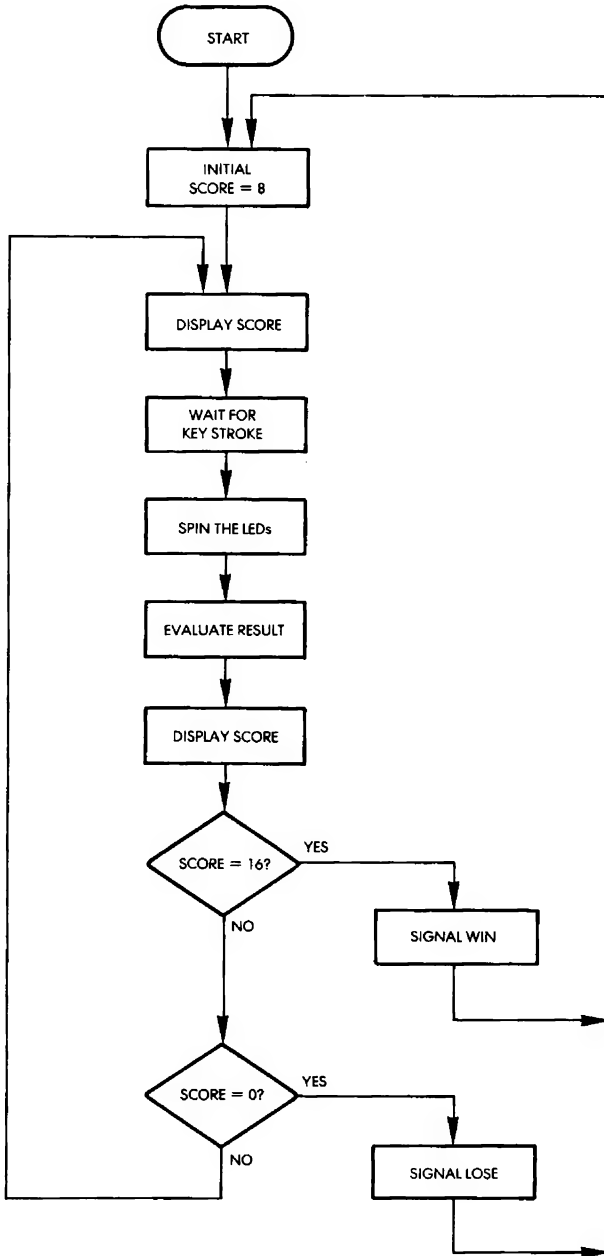 START
INITIAL
SCORE = 8
DISPLAY SCORE
WAIT FOR
KEY STROKE
SPIN THE LEDs
EVALUATE RESULT
DISPLAY SCORE
SCORE = 16?
YES
NO
SIGNAL WIN
SCORE = 0?
YES
NO
SIGNAL LOSE